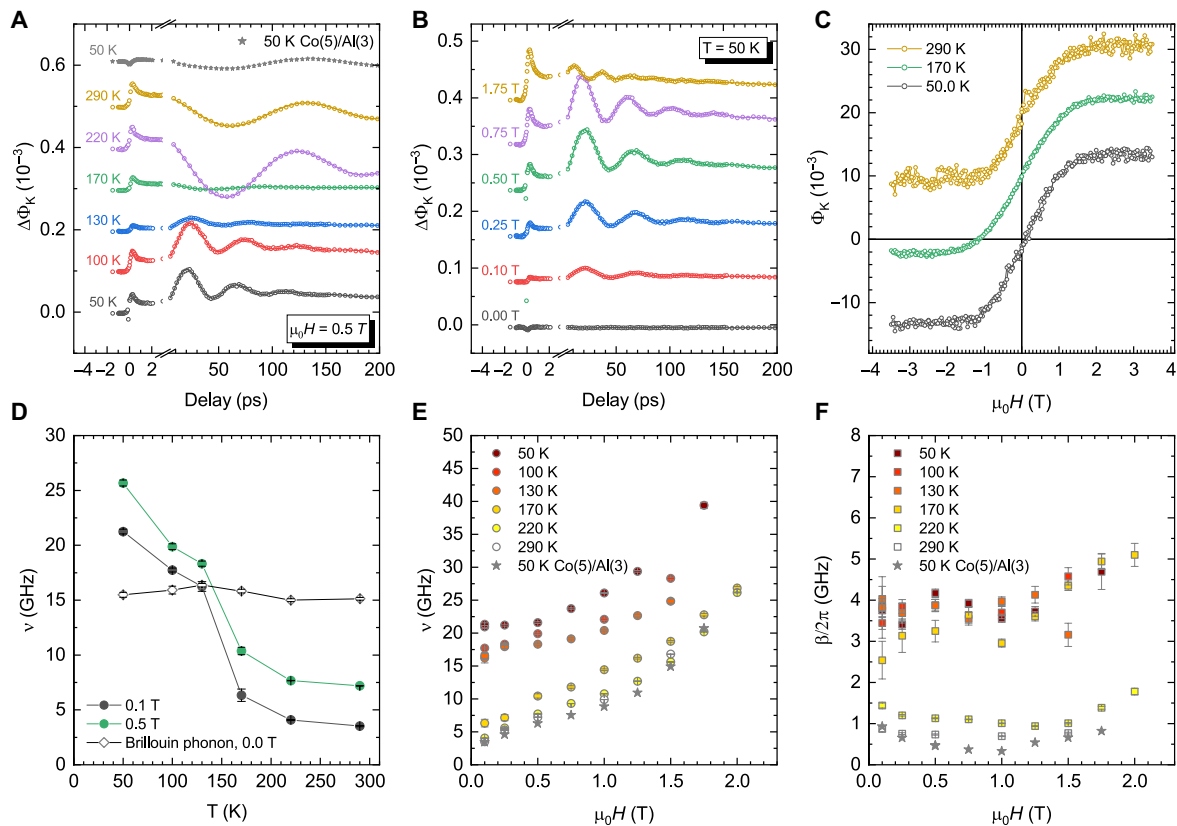 A
50 K Co(5)/Al(3)
50 K
290 K
220 K
170 K
130 K
100 K
50 K
μ₀H = 0.5 T
ΔΦ_K (10⁻³)
0.6
0.4
0.2
0.0
−4 −2 0 2 50 100 150 200
Delay (ps)
B
T = 50 K
1.75 T
0.75 T
0.50 T
0.25 T
0.10 T
0.00 T
ΔΦ_K (10⁻³)
0.5
0.4
0.3
0.2
0.1
0.0
−4 −2 0 2 50 100 150 200
Delay (ps)
C
290 K
170 K
50.0 K
Φ_K (10⁻³)
30
20
10
0
−10
−4 −3 −2 −1 0 1 2 3 4
μ₀H (T)
D
ν (GHz)
30
25
20
15
10
5
0
0.1 T
0.5 T
Brillouin phonon, 0.0 T
0 50 100 150 200 250 300
T (K)
E
50 K
100 K
130 K
170 K
220 K
290 K
50 K Co(5)/Al(3)
ν (GHz)
50
45
40
35
30
25
20
15
10
5
0
0.0 0.5 1.0 1.5 2.0
μ₀H (T)
F
50 K
100 K
130 K
170 K
220 K
290 K
50 K Co(5)/Al(3)
β/2π (GHz)
8
7
6
5
4
3
2
1
0
0.0 0.5 1.0 1.5 2.0
μ₀H (T)